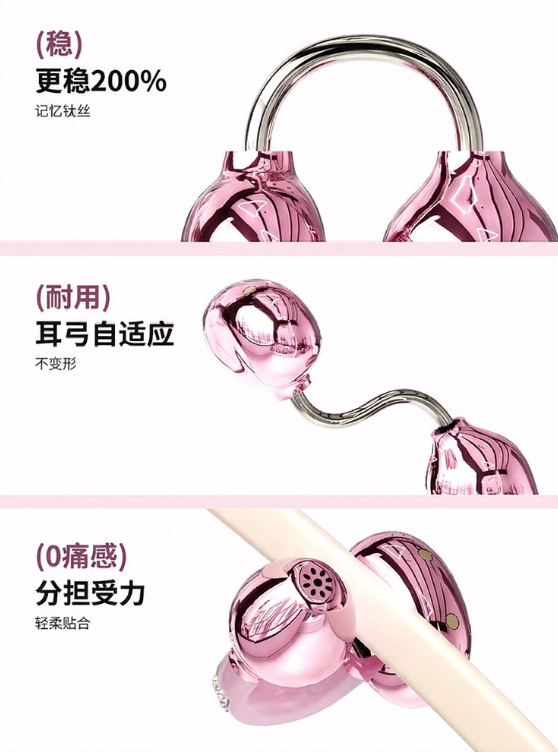 (稳)
更稳200%
记忆钛丝
(耐用)
耳弓自适应
不变形
(0痛感)
分担受力
轻柔贴合